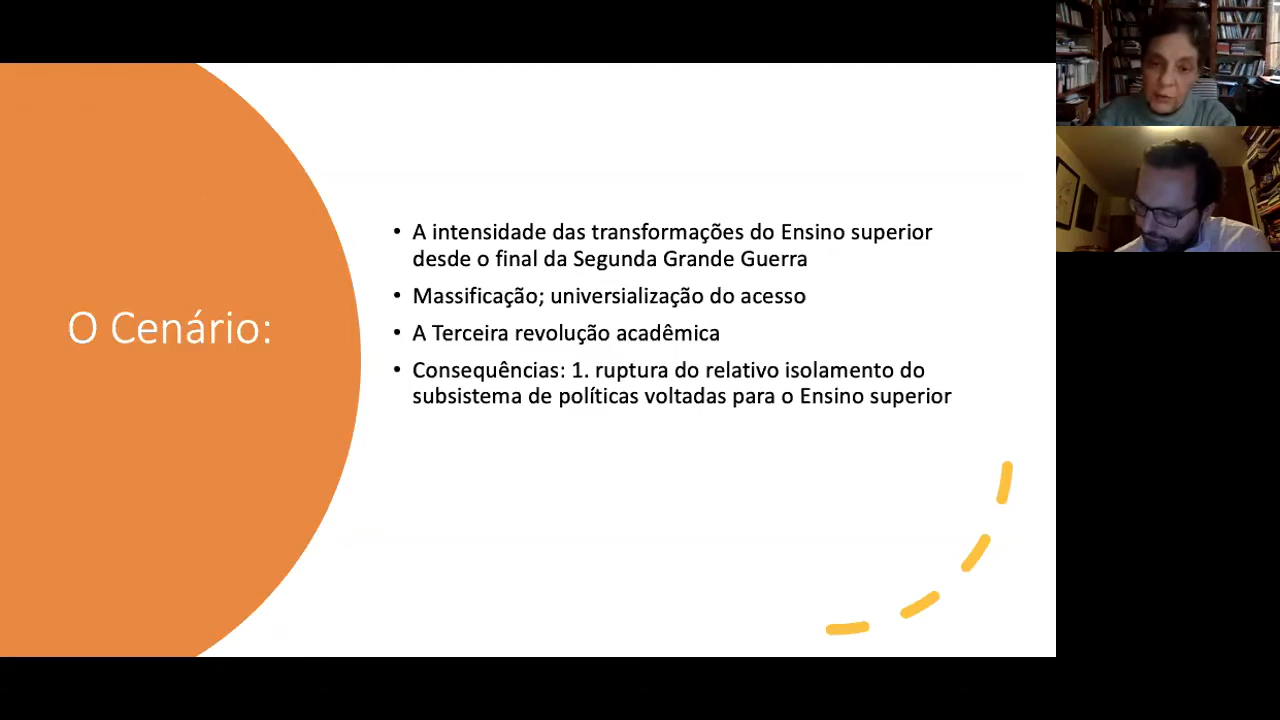 O Cenário:
• A intensidade das transformações do Ensino superior
desde o final da Segunda Grande Guerra
• Massificação; universialização do acesso
• A Terceira revolução acadêmica
• Consequências: 1. ruptura do relativo isolamento do
subsistema de políticas voltadas para o Ensino superior